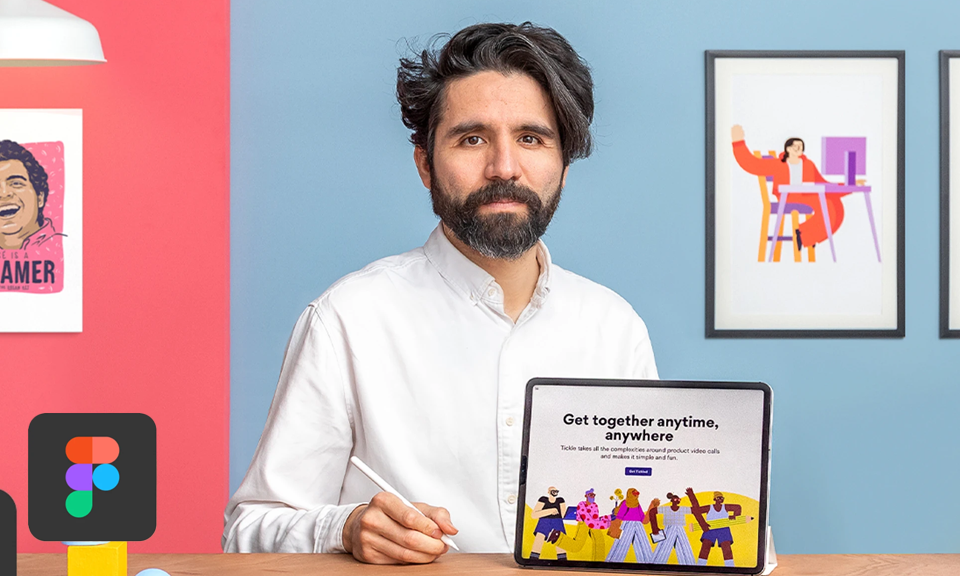 E IS A
AMER
Get together anytime,
anywhere
Tickle takes all the complexities around product video calls
and makes it simple and fun.
Get Tickled